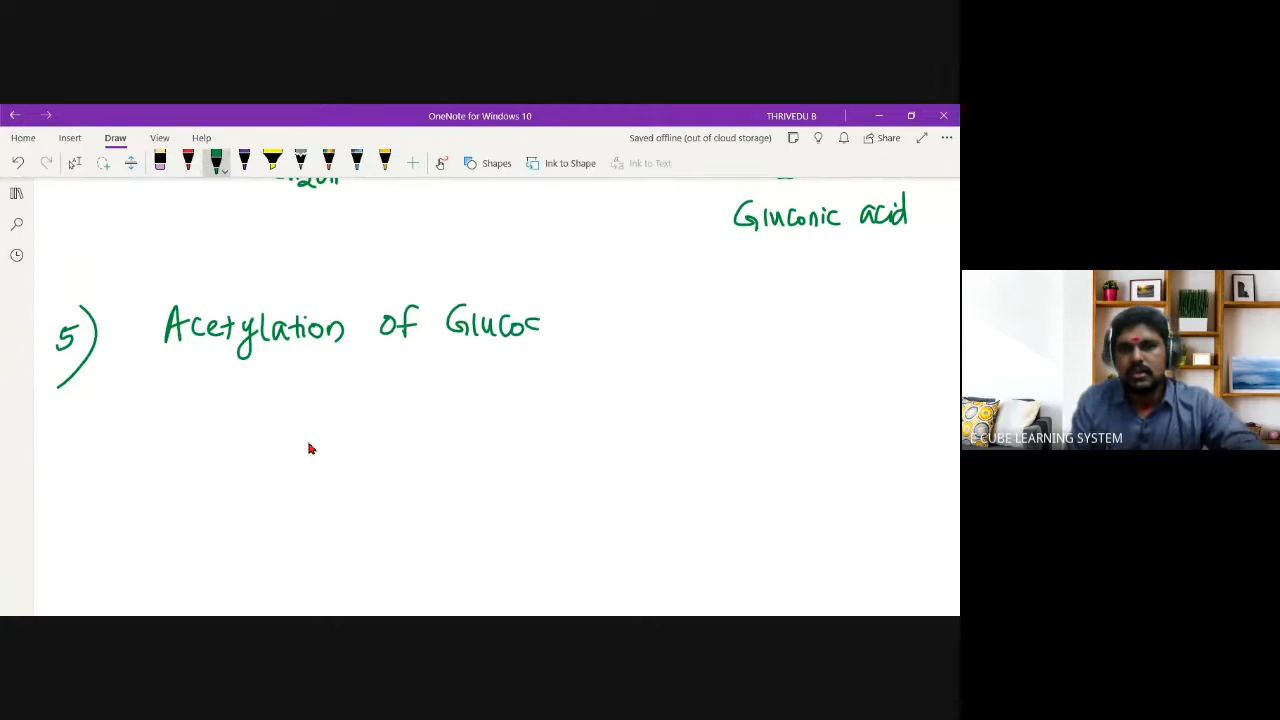 OneNote for Windows 10
THRIVEDU B
Home Insert Draw View Help
Saved offline (out of cloud storage)
Share
Shapes
Ink to Shape
Ink to Text
Gluconic acid
5) Acetylation of Glucoc
CUBE LEARNING SYSTEM